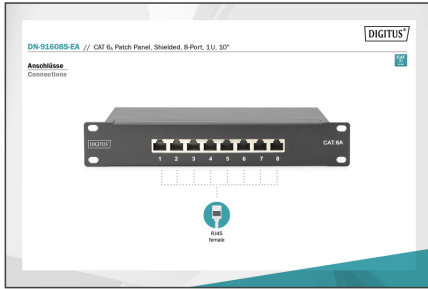 DIGITUS®
DN-91608S-EA // CAT 6A Patch Panel, Shielded, 8-Port, 1U, 10"
CAT
Anschlüsse
Connections
DIGITUS
CAT.6A
1 2 3 4 5 6 7 8
RJ45
female